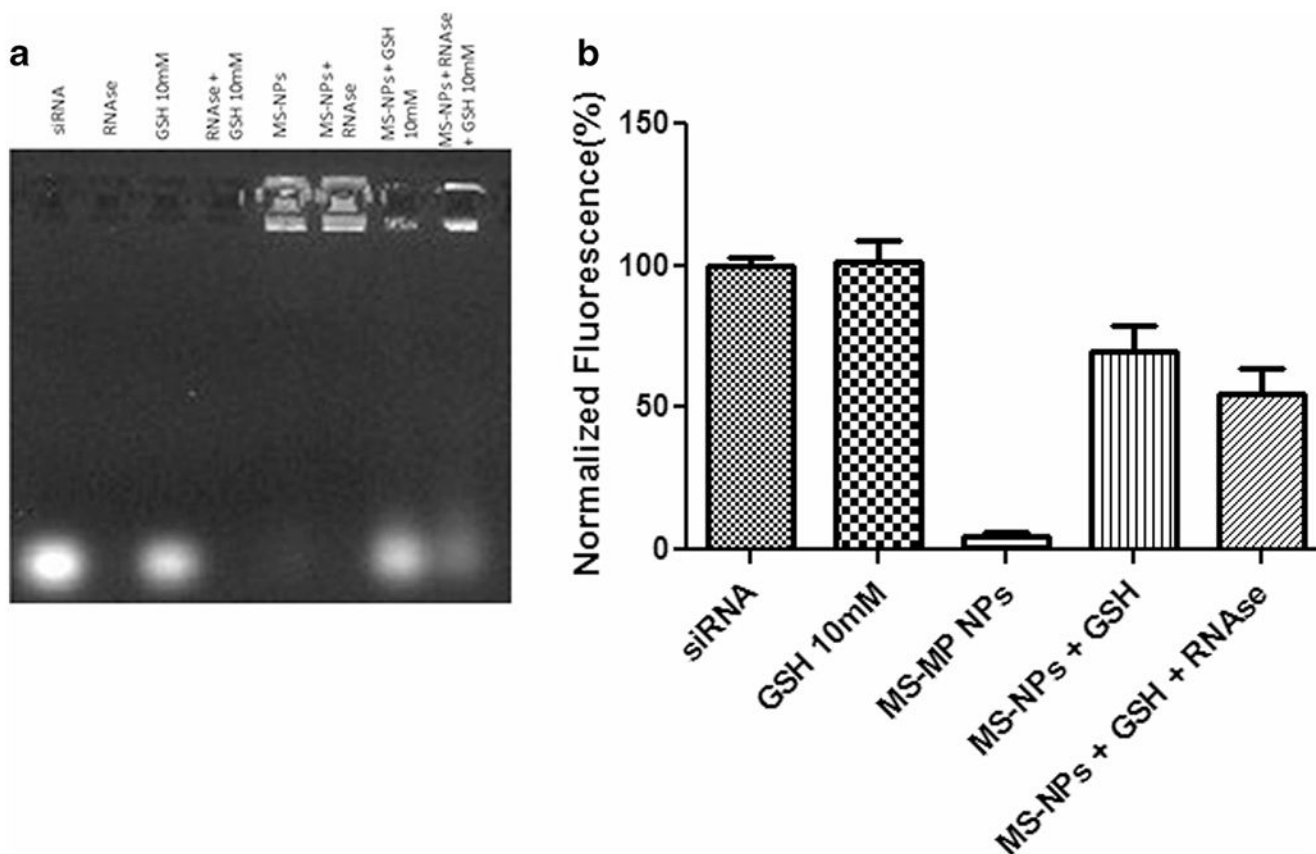 a
siRNA
RNAse
GSH 10mM
RNAse +
GSH 10mM
MS-NPs
MS-NPs+
RNAse
MS-NPs+GSH
10mM
MS-NPs+RNAse
+ GSH 10mM
b
Normalized Fluorescence(%)
150
100
50
0
siRNA
GSH 10mM
MS-MP NPs
MS-NPs + GSH
MS-NPs + GSH + RNAse